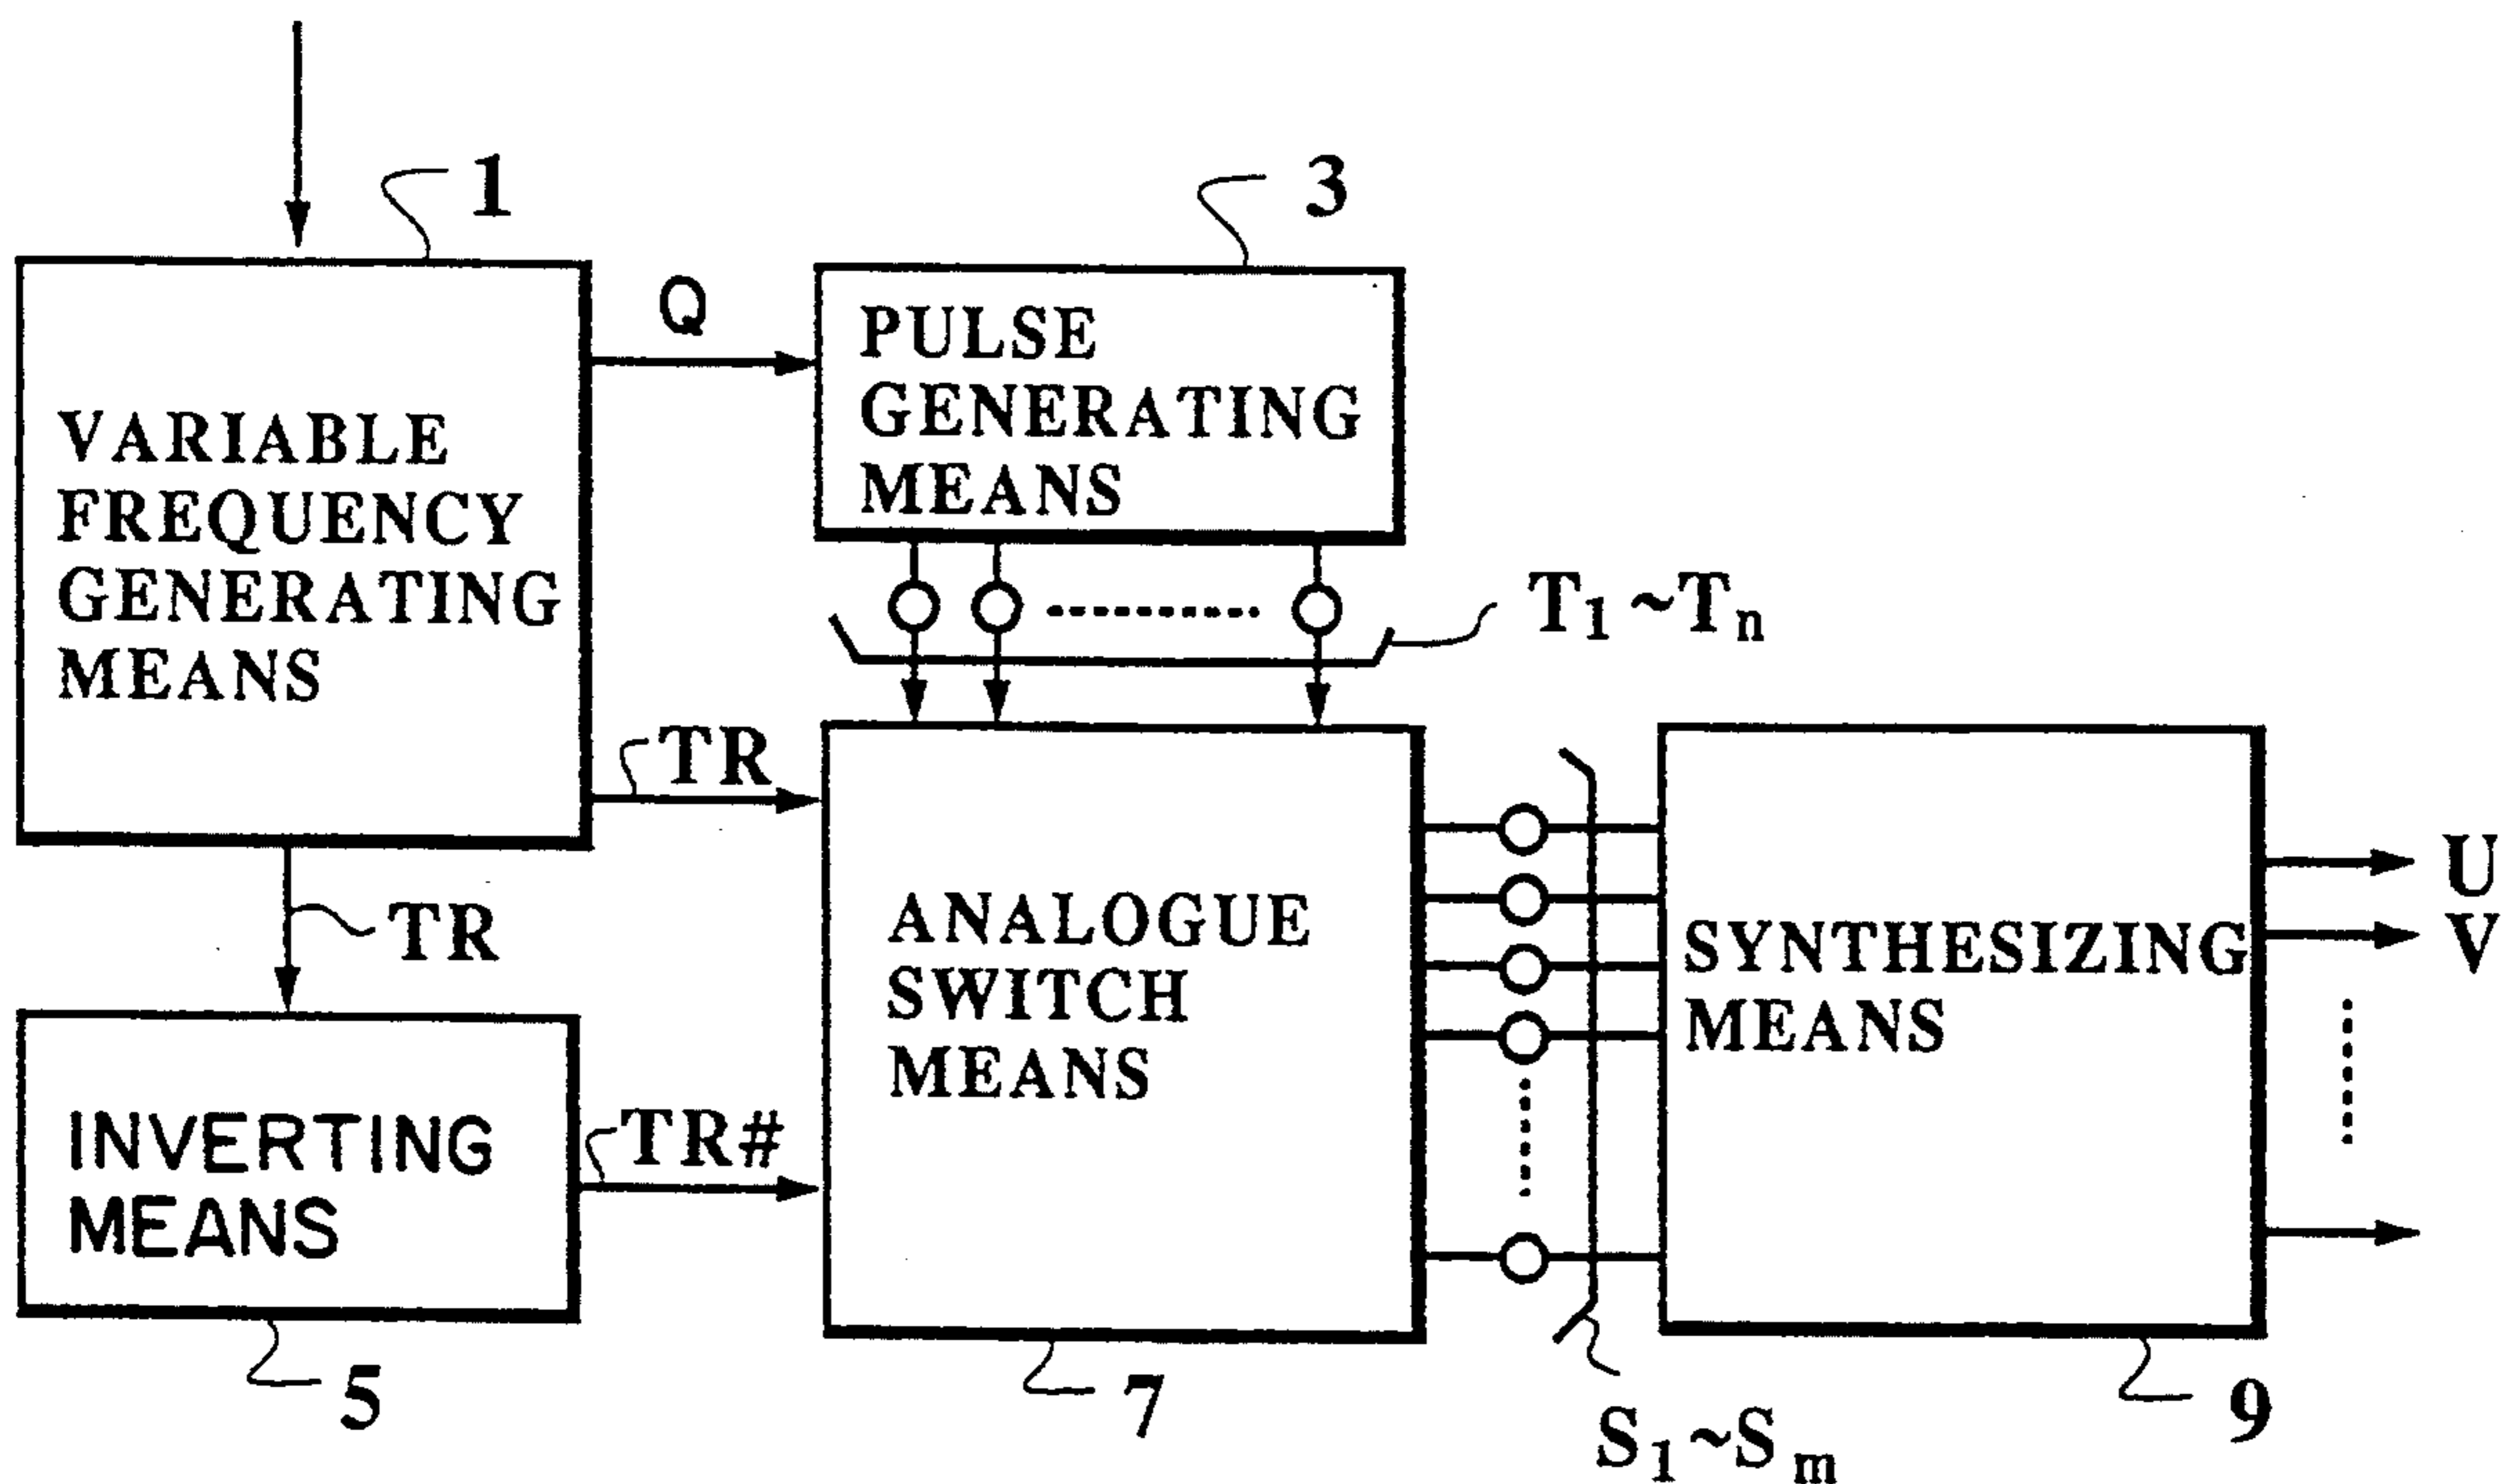 1
3
Q
PULSE
GENERATING
MEANS
VARIABLE
FREQUENCY
GENERATING
MEANS
T1 ~Tn
TR
TR
ANALOGUE
SWITCH
MEANS
SYNTHESIZING
MEANS
U
V
INVERTING
MEANS
TR#
5
7
S1~Sm
9